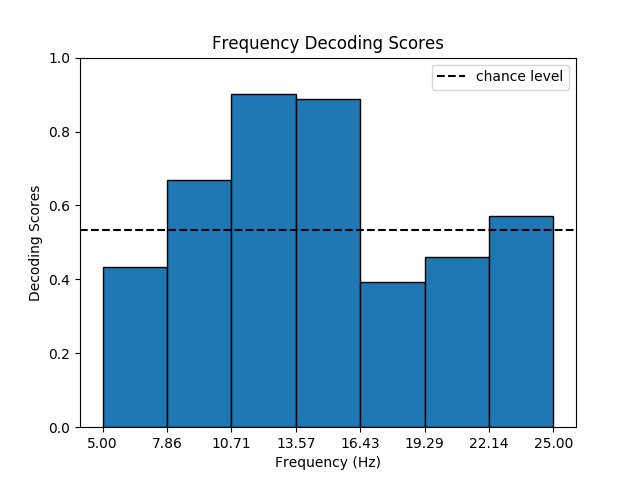 Frequency Decoding Scores
chance level
1.0
0.8
0.6
0.4
0.2
0.0
Decoding Scores
5.00 7.86 10.71 13.57 16.43 19.29 22.14 25.00
Frequency (Hz)